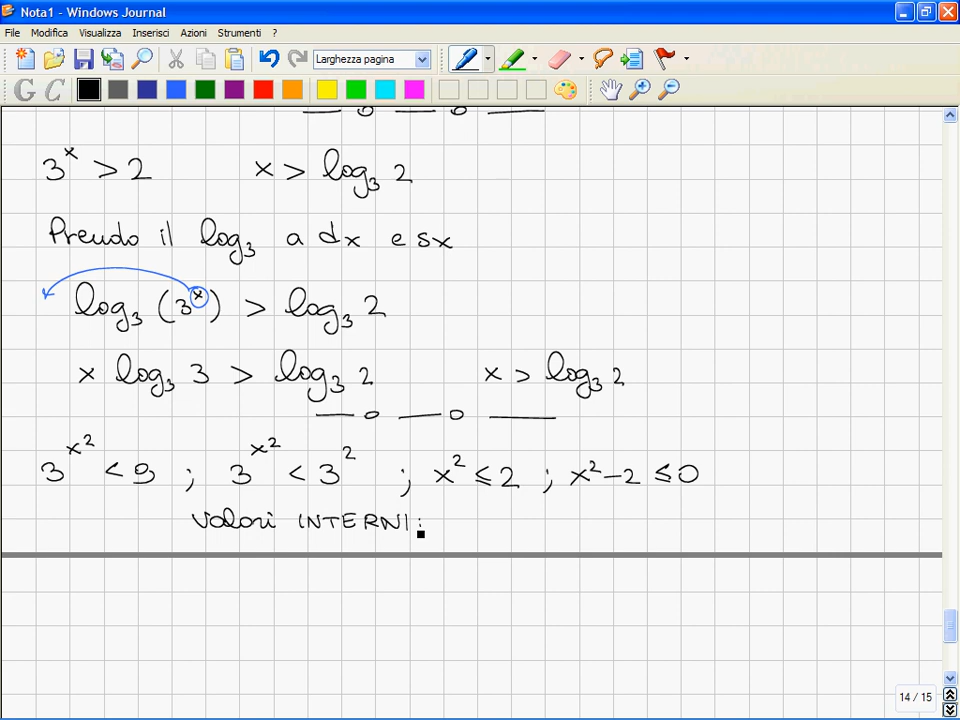 Nota1 - Windows Journal
File Modifica Visualizza Inserisci Azioni Strumenti ?
Larghezza pagina
G C
3^x > 2 x > log₃ 2
Prendo il log₃ a dx e sx
log₃ (3^x) > log₃ 2
x log₃ 3 > log₃ 2 x > log₃ 2
3^x² < 9 ; 3^x² < 3² ; x² ≤ 2 ; x² - 2 ≤ 0
Valori INTERNI:
14 / 15